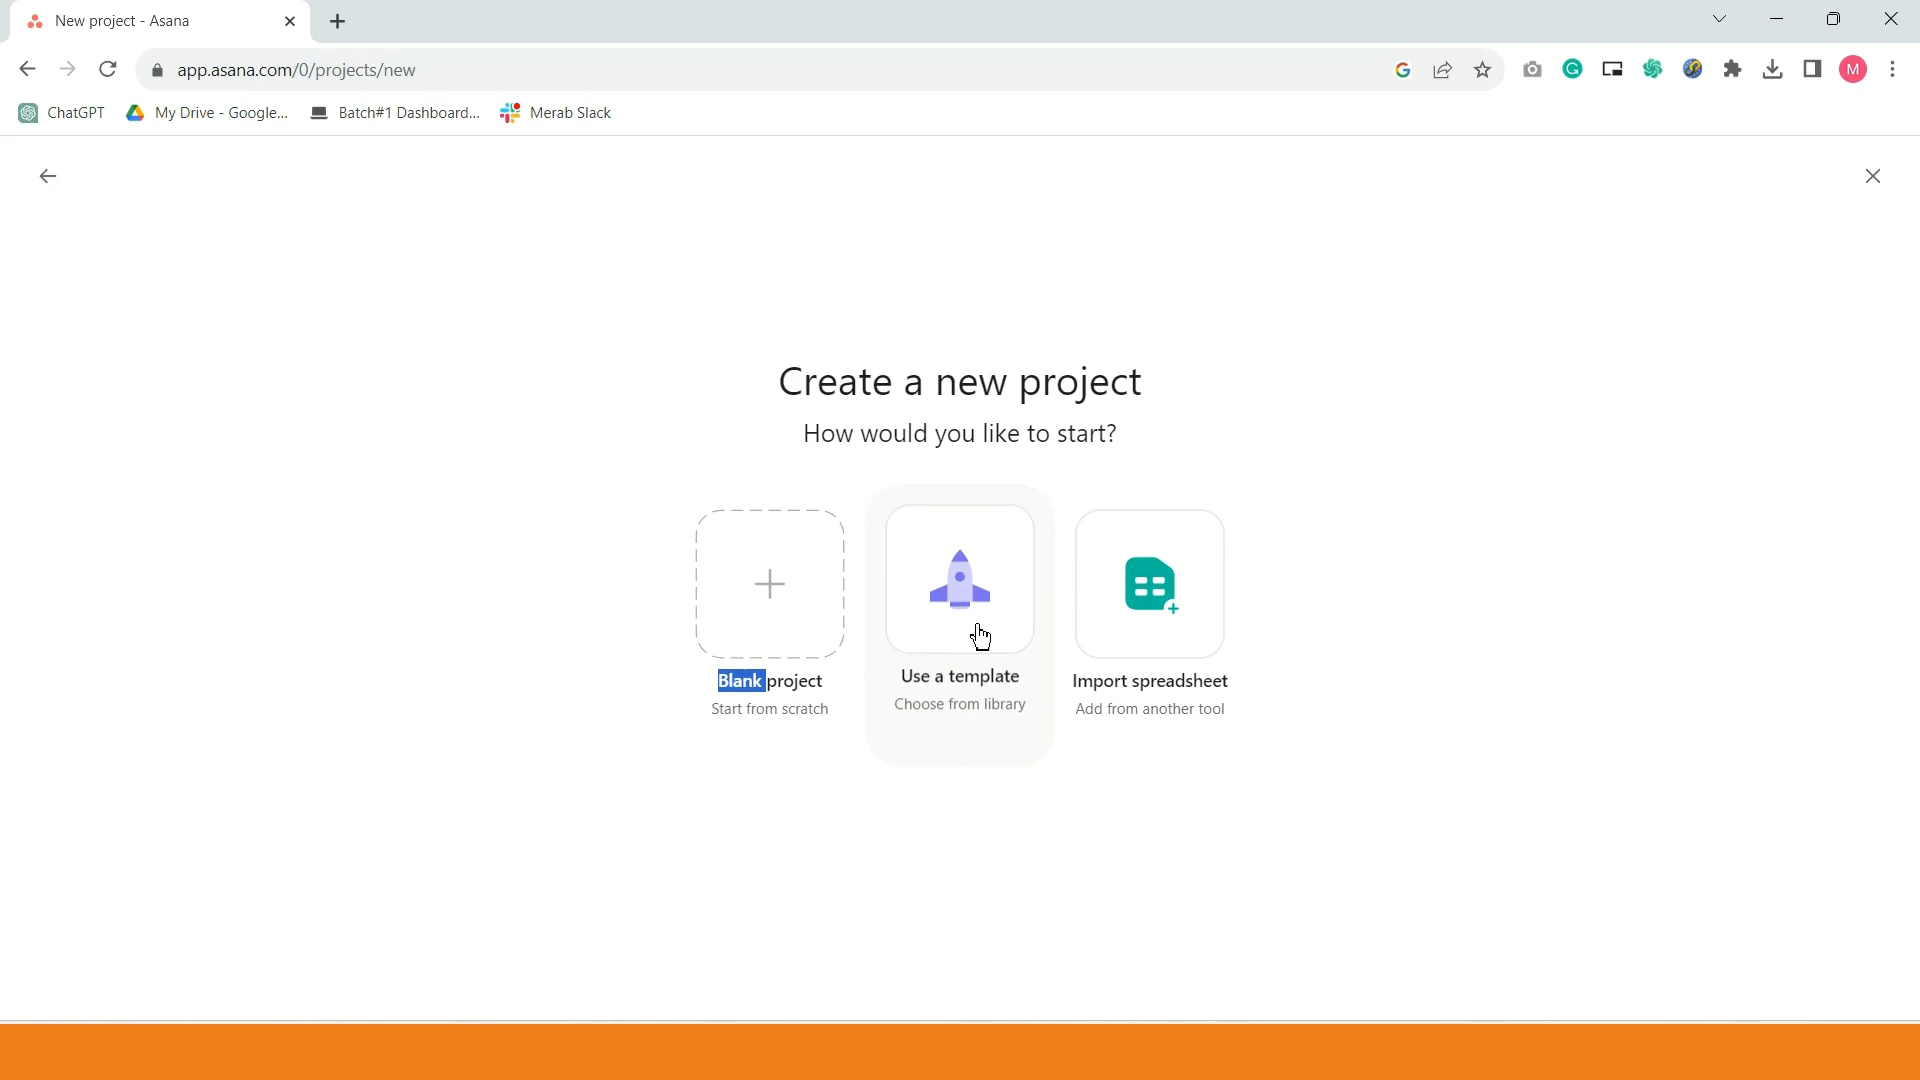 New project - Asana
app.asana.com/0/projects/new
M
ChatGPT
My Drive - Google...
Batch#1 Dashboard...
Merab Slack
Create a new project
How would you like to start?
Blank project
Start from scratch
Use a template
Choose from library
Import spreadsheet
Add from another tool